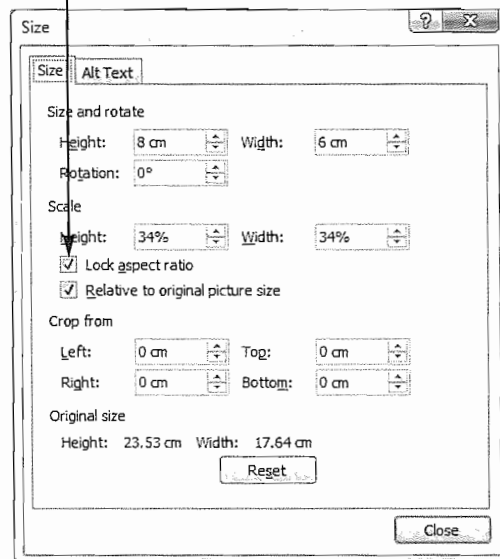 Size
Size Alt Text
Size and rotate
Height: 8 cm Width: 6 cm
Rotation: 0°
Scale
Height: 34% Width: 34%
Lock aspect ratio
Relative to original picture size
Crop from
Left: 0 cm Top: 0 cm
Right: 0 cm Bottom: 0 cm
Original size
Height: 23.53 cm Width: 17.64 cm
Reset
Close